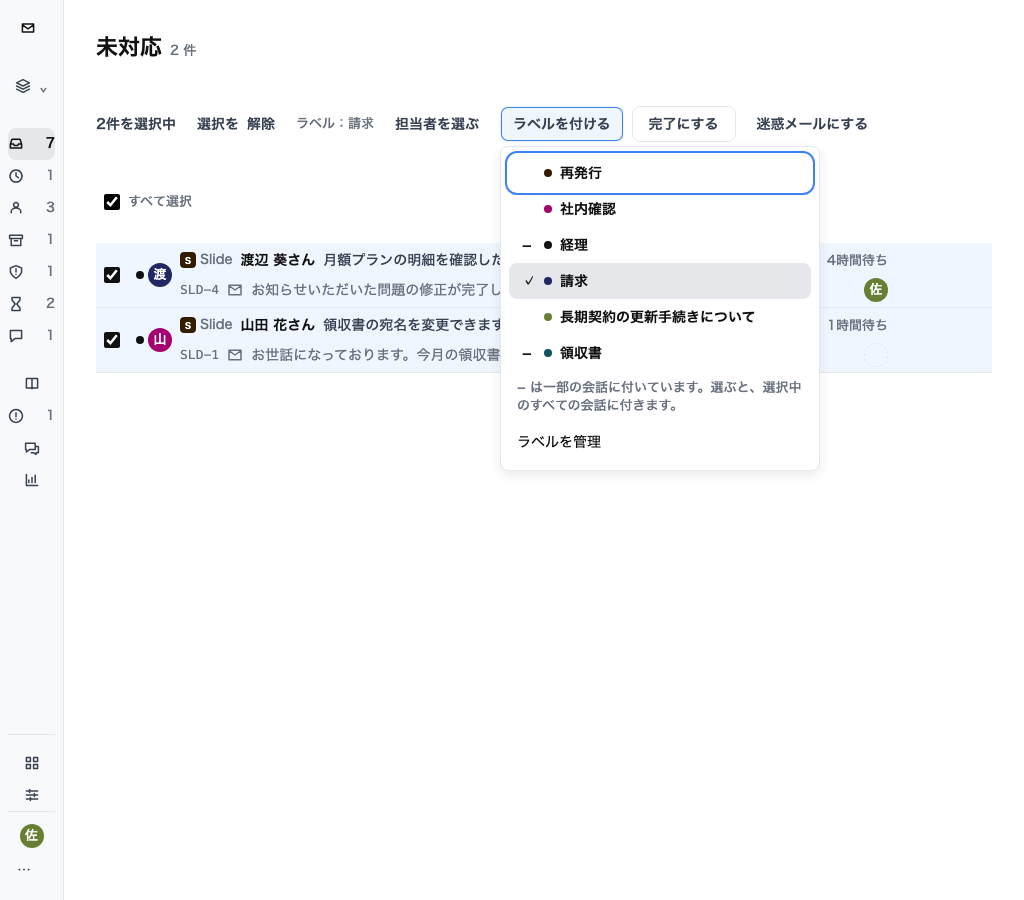 未対応 2 件
2件を選択中 選択を 解除 ラベル：請求 担当者を選ぶ ラベルを付ける 完了にする 迷惑メールにする
7
1
3
1
1
2
1
1
すべて選択
再発行
社内確認
– 経理
✓ 請求
長期契約の更新手続きについて
– 領収書
– は一部の会話に付いています。選ぶと、選択中
のすべての会話に付きます。
ラベルを管理
渡 S Slide 渡辺 葵さん 月額プランの明細を確認した 4時間待ち
SLD-4 お知らせいただいた問題の修正が完了し 佐
山 S Slide 山田 花さん 領収書の宛名を変更できます 1時間待ち
SLD-1 お世話になっております。今月の領収書
佐
…